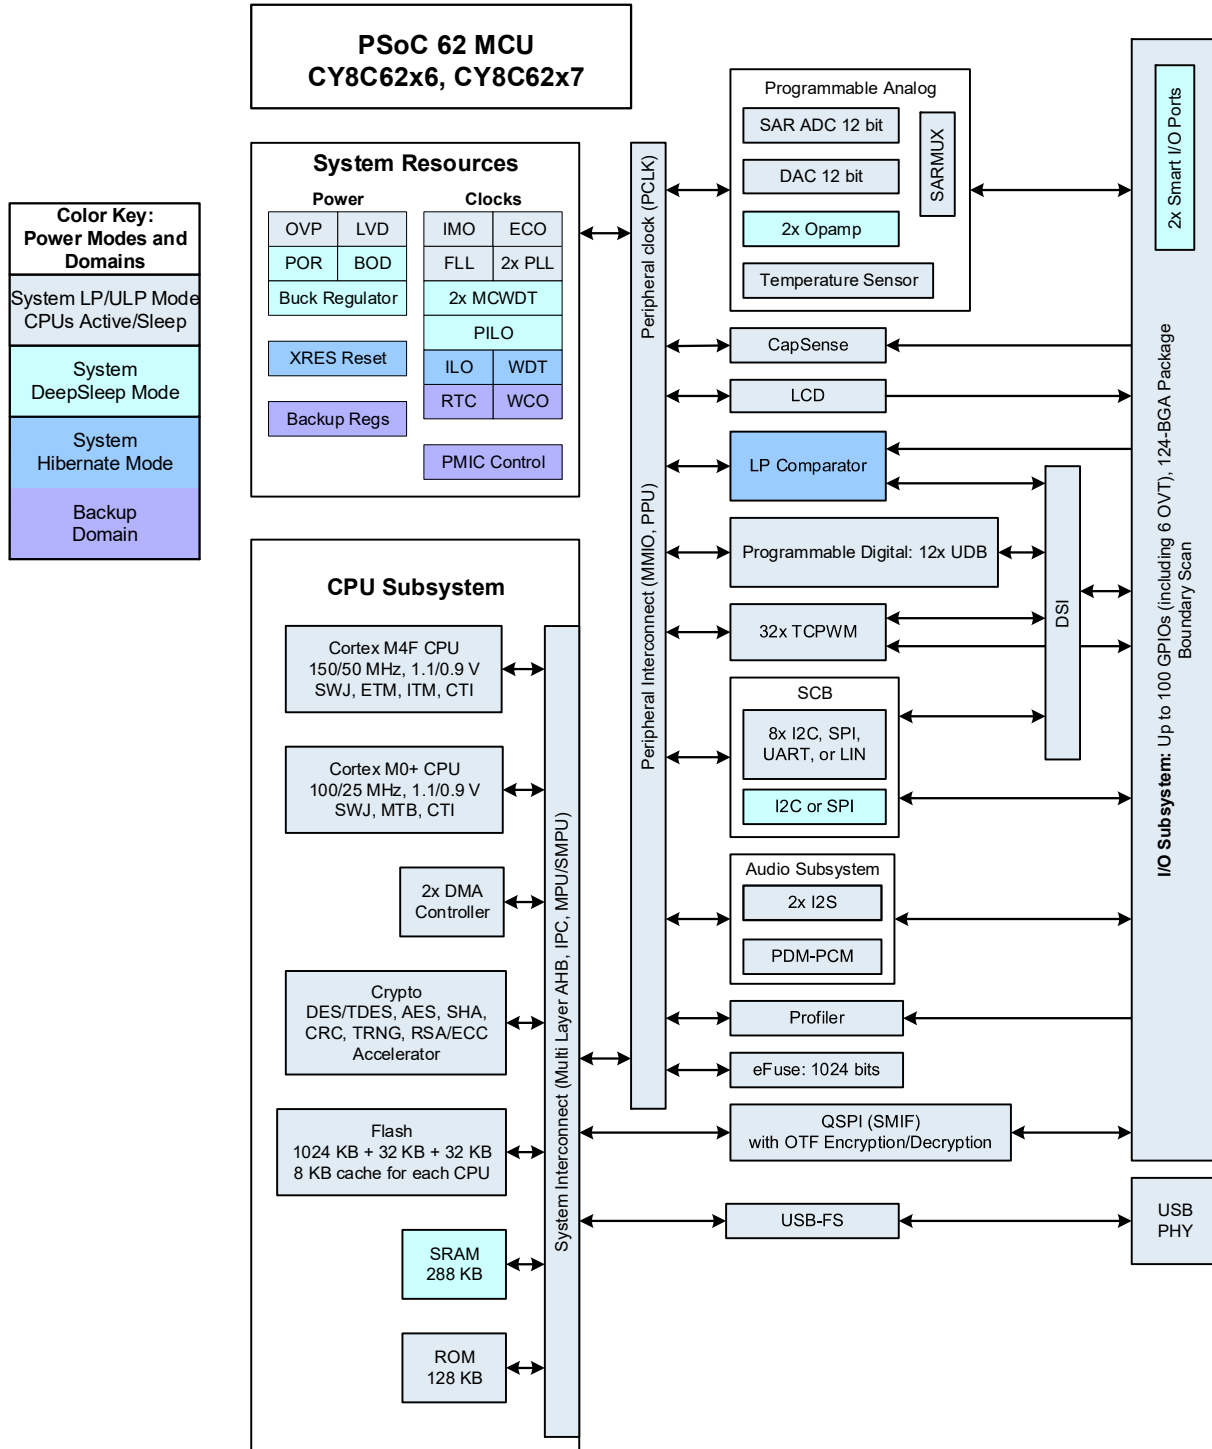 PSoC 62 MCU
CY8C62x6, CY8C62x7
Color Key:
Power Modes and
Domains
System LP/ULP Mode
CPUs Active/Sleep
System
DeepSleep Mode
System
Hibernate Mode
Backup
Domain
System Resources
Power
Clocks
OVP
LVD
POR
BOD
Buck Regulator
XRES Reset
Backup Regs
IMO
ECO
FLL
2x PLL
2x MCWDT
PILO
ILO
WDT
RTC
WCO
PMIC Control
CPU Subsystem
Cortex M4F CPU
150/50 MHz, 1.1/0.9 V
SWJ, ETM, ITM, CTI
Cortex M0+ CPU
100/25 MHz, 1.1/0.9 V
SWJ, MTB, CTI
2x DMA
Controller
Crypto
DES/TDES, AES, SHA,
CRC, TRNG, RSA/ECC
Accelerator
Flash
1024 KB + 32 KB + 32 KB
8 KB cache for each CPU
SRAM
288 KB
ROM
128 KB
System Interconnect (Multi Layer AHB, IPC, MPU/SMPU)
Peripheral clock (PCLK)
Peripheral Interconnect (MMIO, PPU)
Programmable Analog
SAR ADC 12 bit
DAC 12 bit
2x Opamp
Temperature Sensor
SARMUX
CapSense
LCD
LP Comparator
Programmable Digital: 12x UDB
32x TCPWM
SCB
8x I2C, SPI,
UART, or LIN
I2C or SPI
Audio Subsystem
2x I2S
PDM-PCM
Profiler
eFuse: 1024 bits
QSPI (SMIF)
with OTF Encryption/Decryption
USB-FS
DSI
2x Smart I/O Ports
I/O Subsystem: Up to 100 GPIOs (including 6 OVT), 124-BGA Package
Boundary Scan
USB
PHY